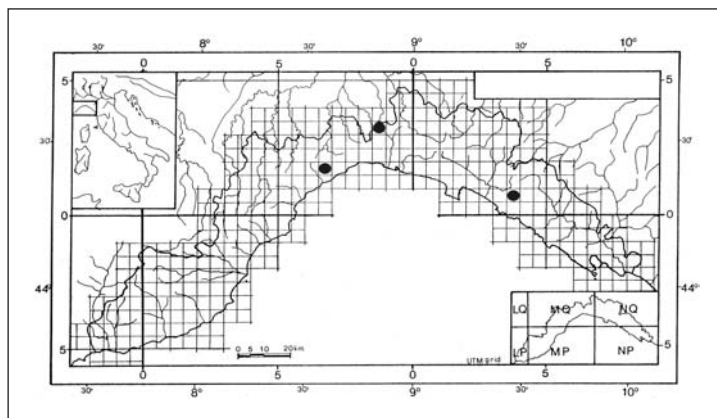 30' 8° 30' 9° 30' 10°
0 5 0 5
5 5
30' 30'
0 0
44° 44°
LQ MQ NQ
LP MP NP
0 5 10 20km
UTM grid
5 5
0 5 0 5
30' 8° 30' 9° 30' 10°